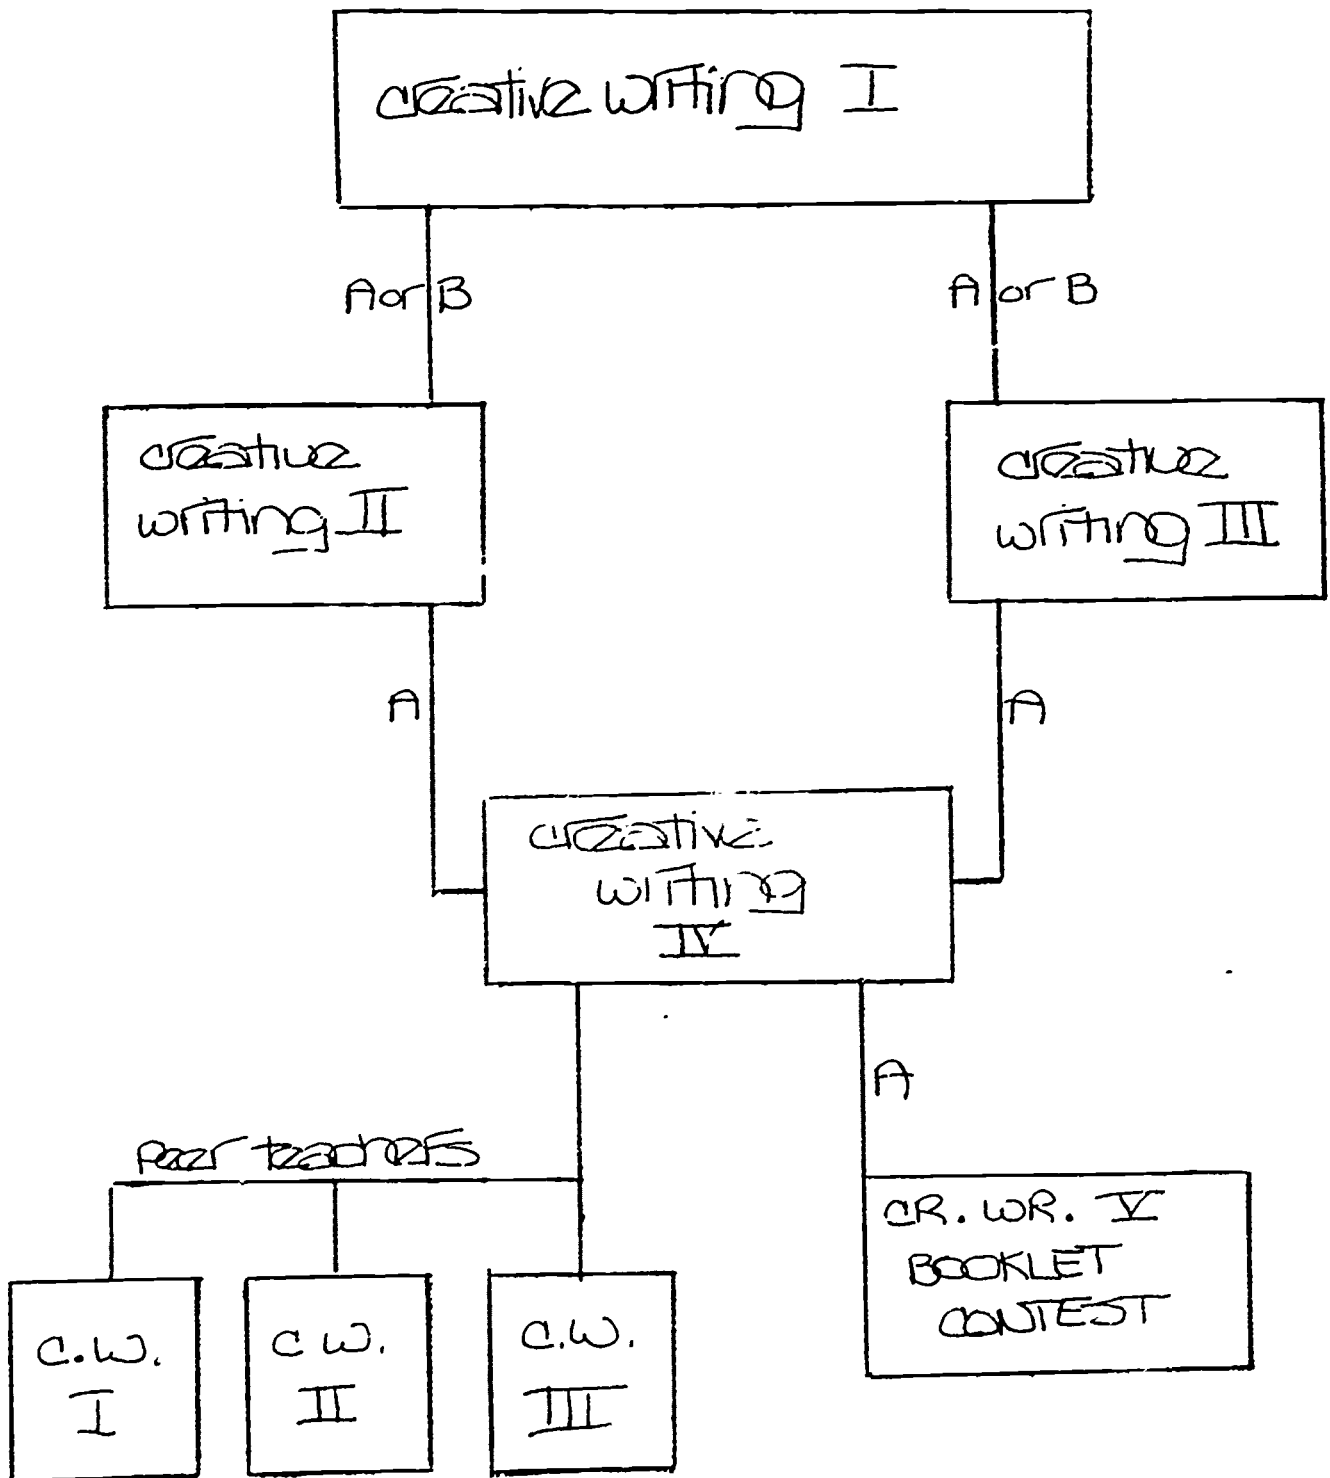 creative writing I
A or B
A or B
creative
writing II
creative
writing III
A
A
creative
writing
IV
A
peer teachers
CR. WR. V
BOOKLET
CONTEST
C.W.
I
C W.
II
C.W.
III